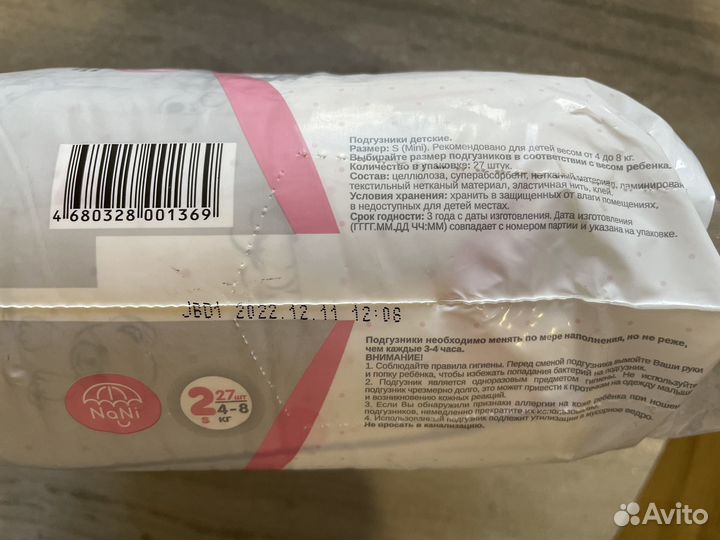 Подгузники детские.
Размер: S (Mini). Рекомендовано для детей весом от 4 до 8 кг.
Выбирайте размер подгузников в соответствии с весом ребенка.
Количество в упаковке: 27 штук.
Состав: целлюлоза, суперабсорбент, нетканый материал, ламинирован
текстильный нетканый материал, эластичная нить, клей.
Условия хранения: хранить в защищенных от влаги помещениях,
в недоступных для детей местах.
Срок годности: 3 года с даты изготовления. Дата изготовления
(ГГГГ.ММ.ДД ЧЧ:ММ) совпадает с номером партии и указана на упаковке.
4 680328 001369
JB01 2022.12.11 12:08
Подгузники необходимо менять по мере наполнения, но не реже,
чем каждые 3-4 часа.
ВНИМАНИЕ!
1. Соблюдайте правила гигиены. Перед сменой подгузника вымойте Ваши руки
и попку ребёнка, чтобы избежать попадания бактерий на подгузник.
2. Подгузник является одноразовым предметом гигиены. Не используйте
подгузник чрезмерно долго, это может привести к протечкам на одежду малыш
и возникновению кожных реакций.
3. Если Вы обнаружили признаки аллергии на коже ребёнка при ношен
подгузников, немедленно прекратите их использование.
4. Использованный подгузник подлежит утилизации в мусорное ведро.
Не бросать в канализацию.
NaNi
2 27 шт
S 4-8
кг
Avito